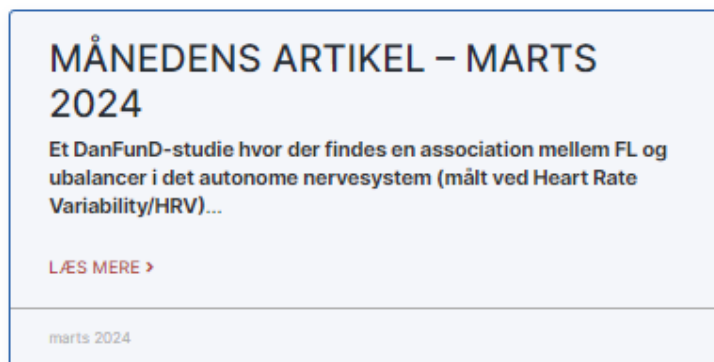 MÅNEDENS ARTIKEL – MARTS
2024
Et DanFunD-studie hvor der findes en association mellem FL og
ubalancer i det autonome nervesystem (målt ved Heart Rate
Variability/HRV)...
LÆS MERE ›
marts 2024